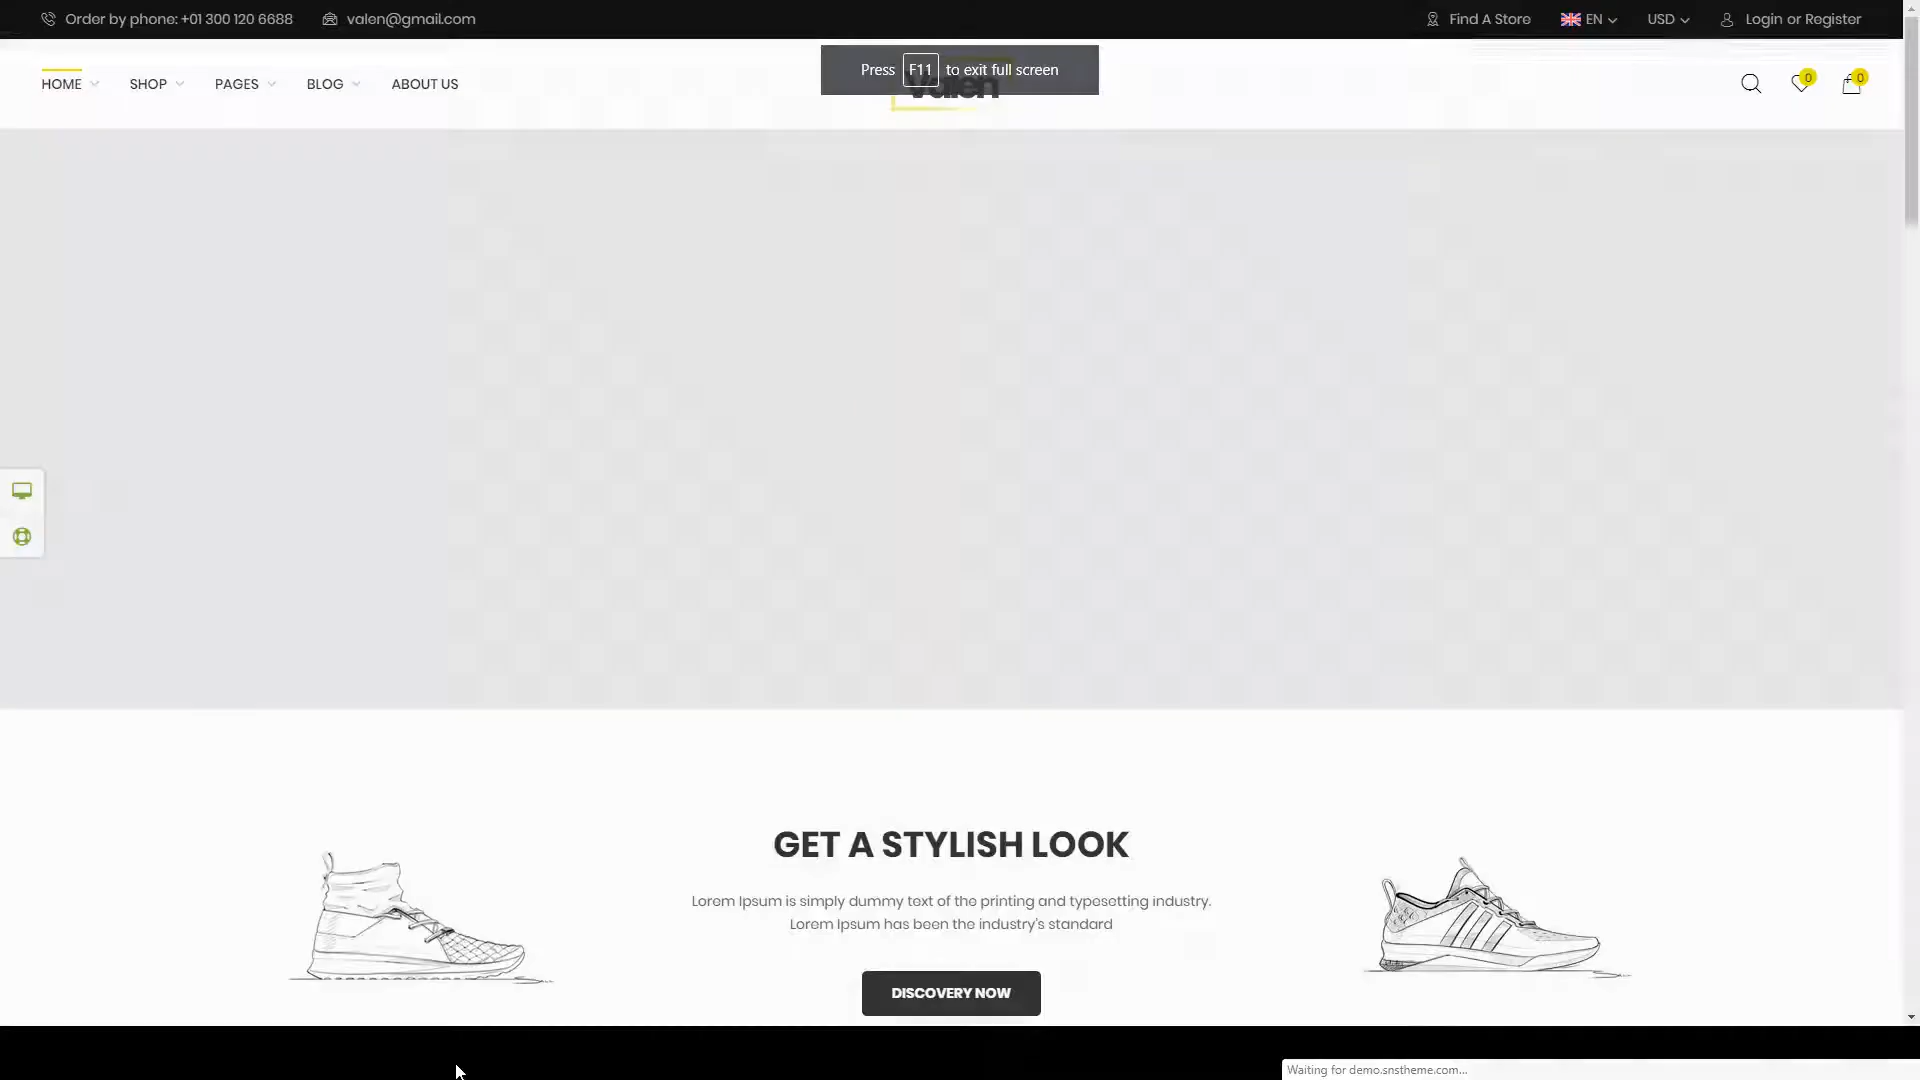 Order by phone: +01 300 120 6688
valen@gmail.com
Find A Store
EN
USD
Login or Register
Press F11 to exit full screen
HOME
SHOP
PAGES
BLOG
ABOUT US
Valen
0
0
GET A STYLISH LOOK
Lorem Ipsum is simply dummy text of the printing and typesetting industry.
Lorem Ipsum has been the industry's standard
DISCOVERY NOW
Waiting for demo.snstheme.com...